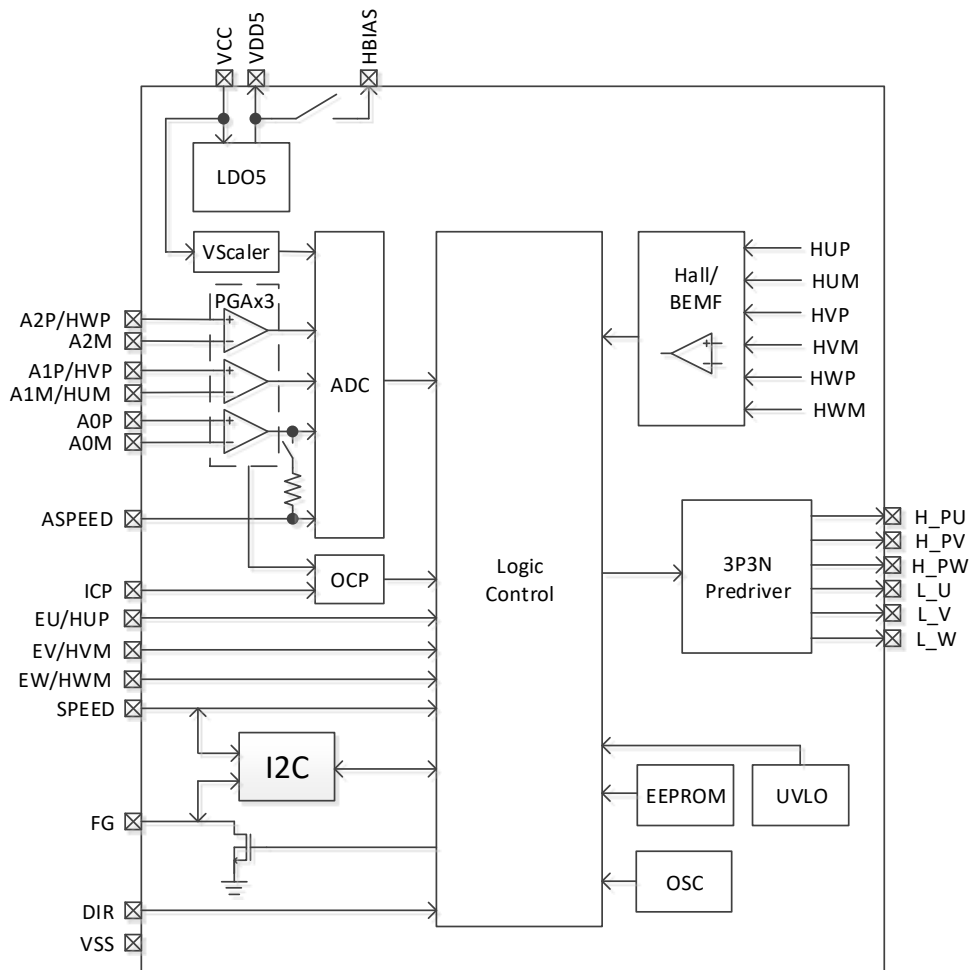 VCC
VDD5
HBIAS
LDO5
VScaler
PGAx3
A2P/HWP
A2M
A1P/HVP
A1M/HUM
A0P
A0M
ASPEED
ICP
EU/HUP
EV/HVM
EW/HWM
SPEED
FG
DIR
VSS
+
−
+
−
+
−
ADC
OCP
I2C
Logic
Control
Hall/
BEMF
+
−
HUP
HUM
HVP
HVM
HWP
HWM
3P3N
Predriver
H_PU
H_PV
H_PW
L_U
L_V
L_W
EEPROM
UVLO
OSC